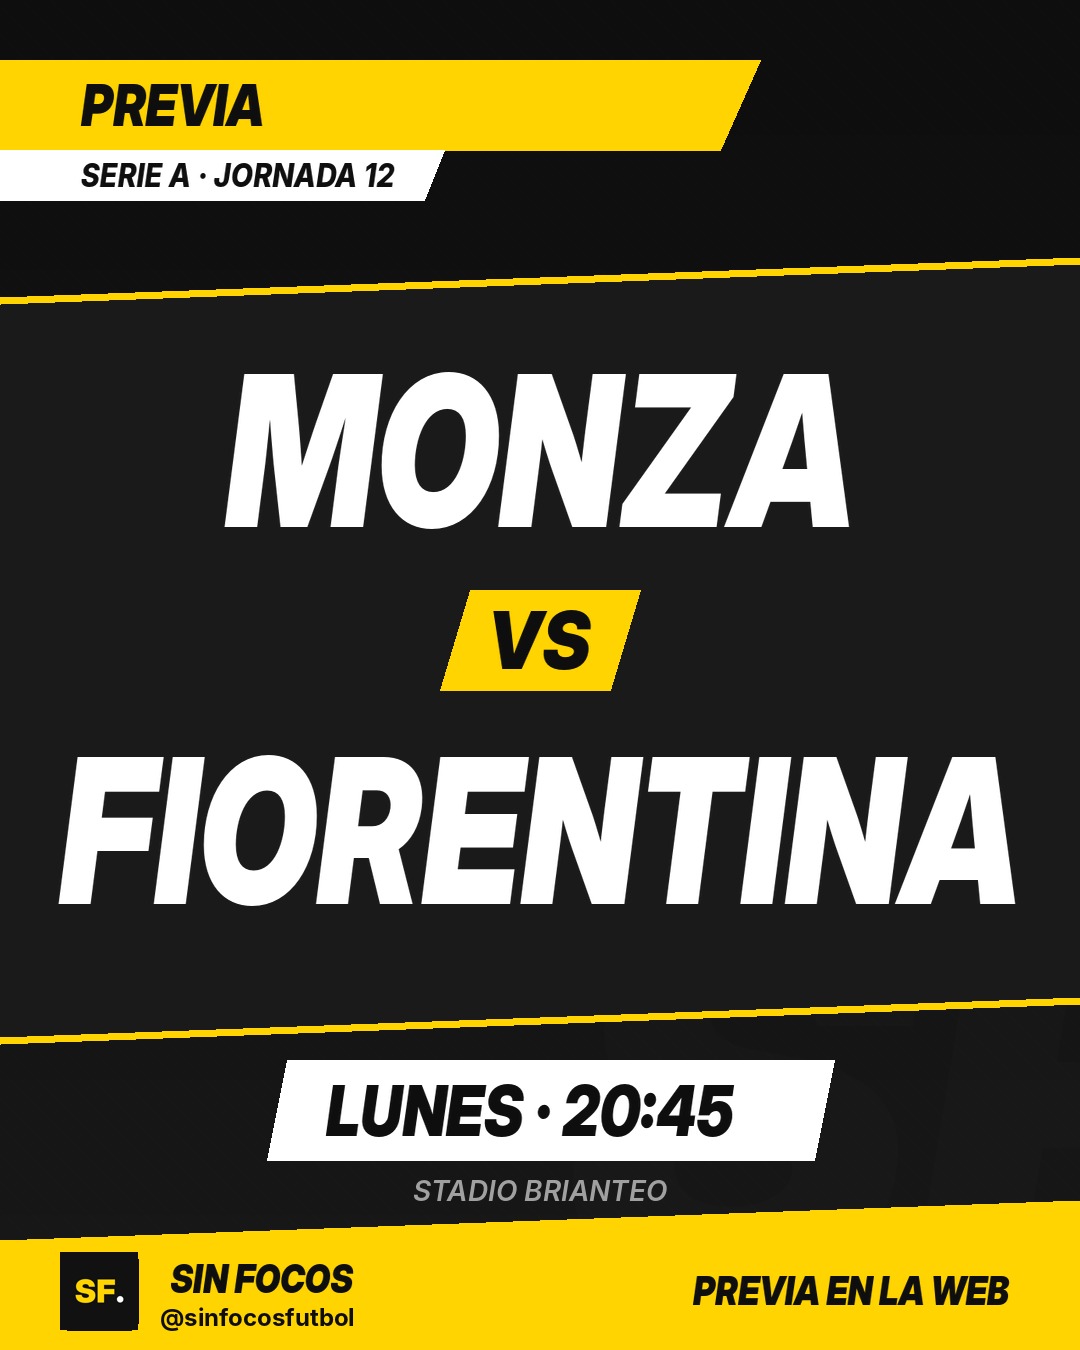 PREVIA
SERIE A · JORNADA 12
MONZA
VS
FIORENTINA
LUNES · 20:45
STADIO BRIANTEO
SF.
SIN FOCOS
@sinfocosfutbol
PREVIA EN LA WEB